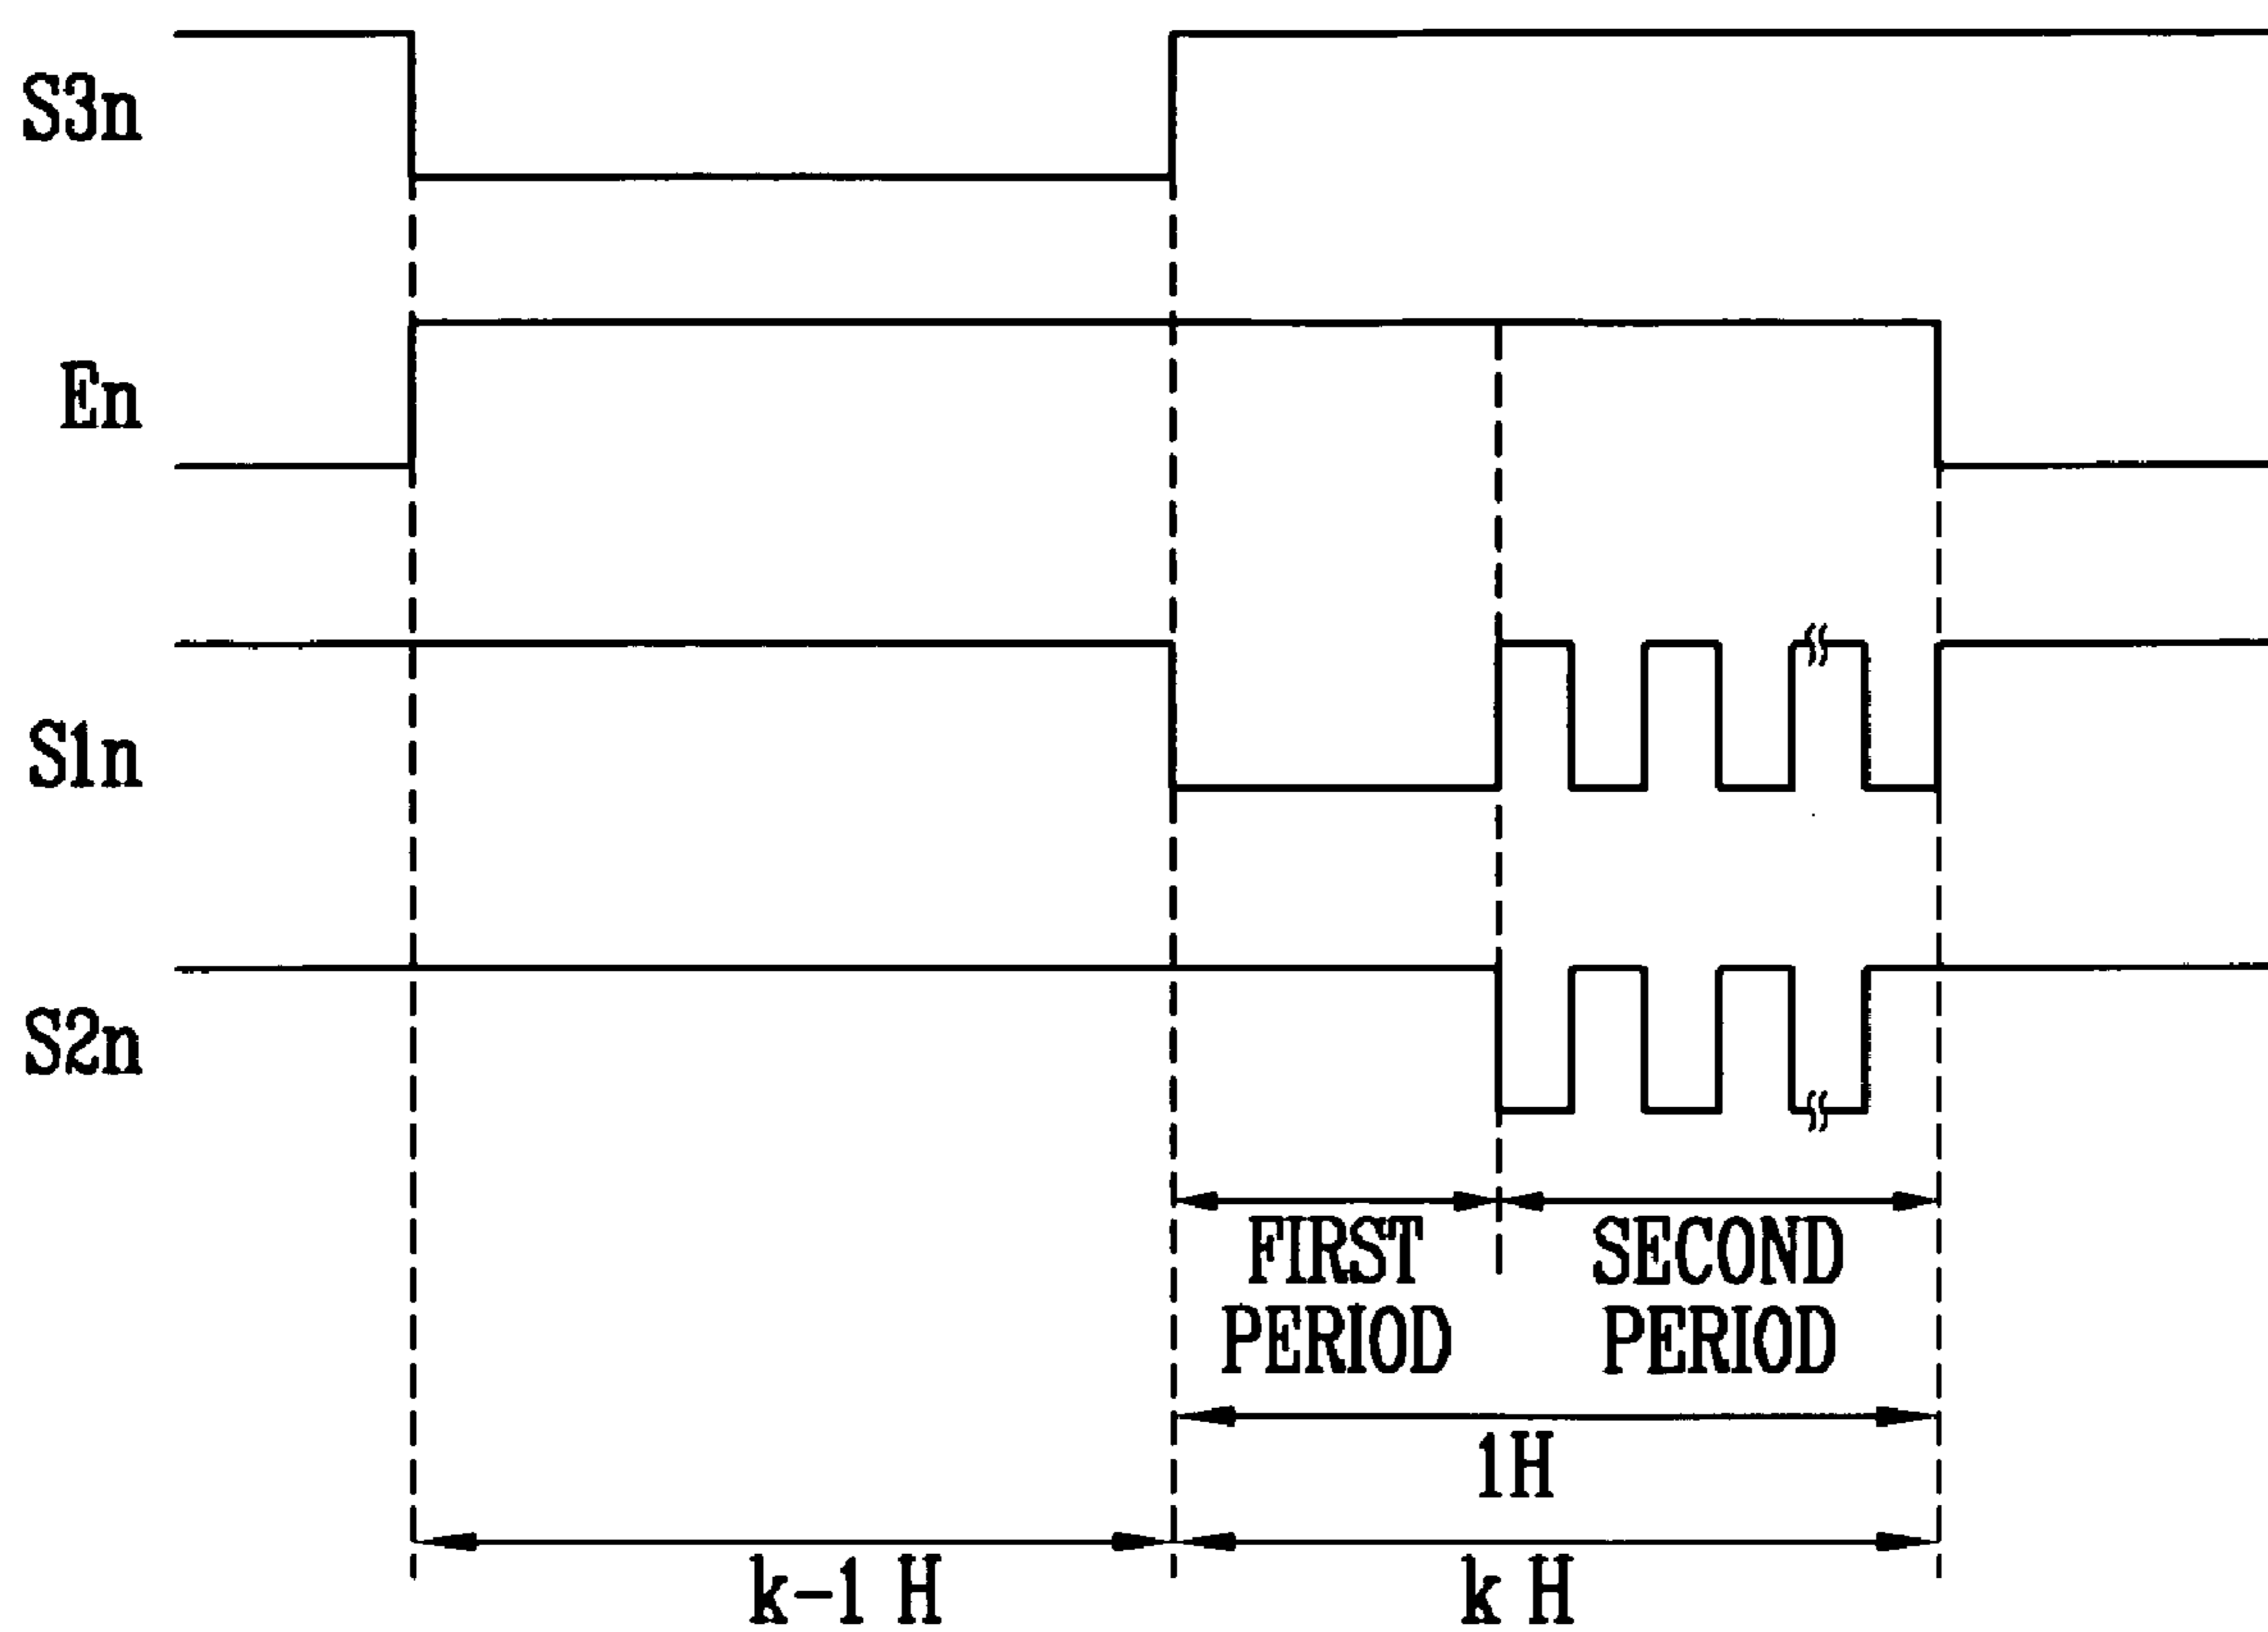 S3n
En
S1n
S2n
FIRST SECOND
PERIOD PERIOD
1H
k-1 H k H